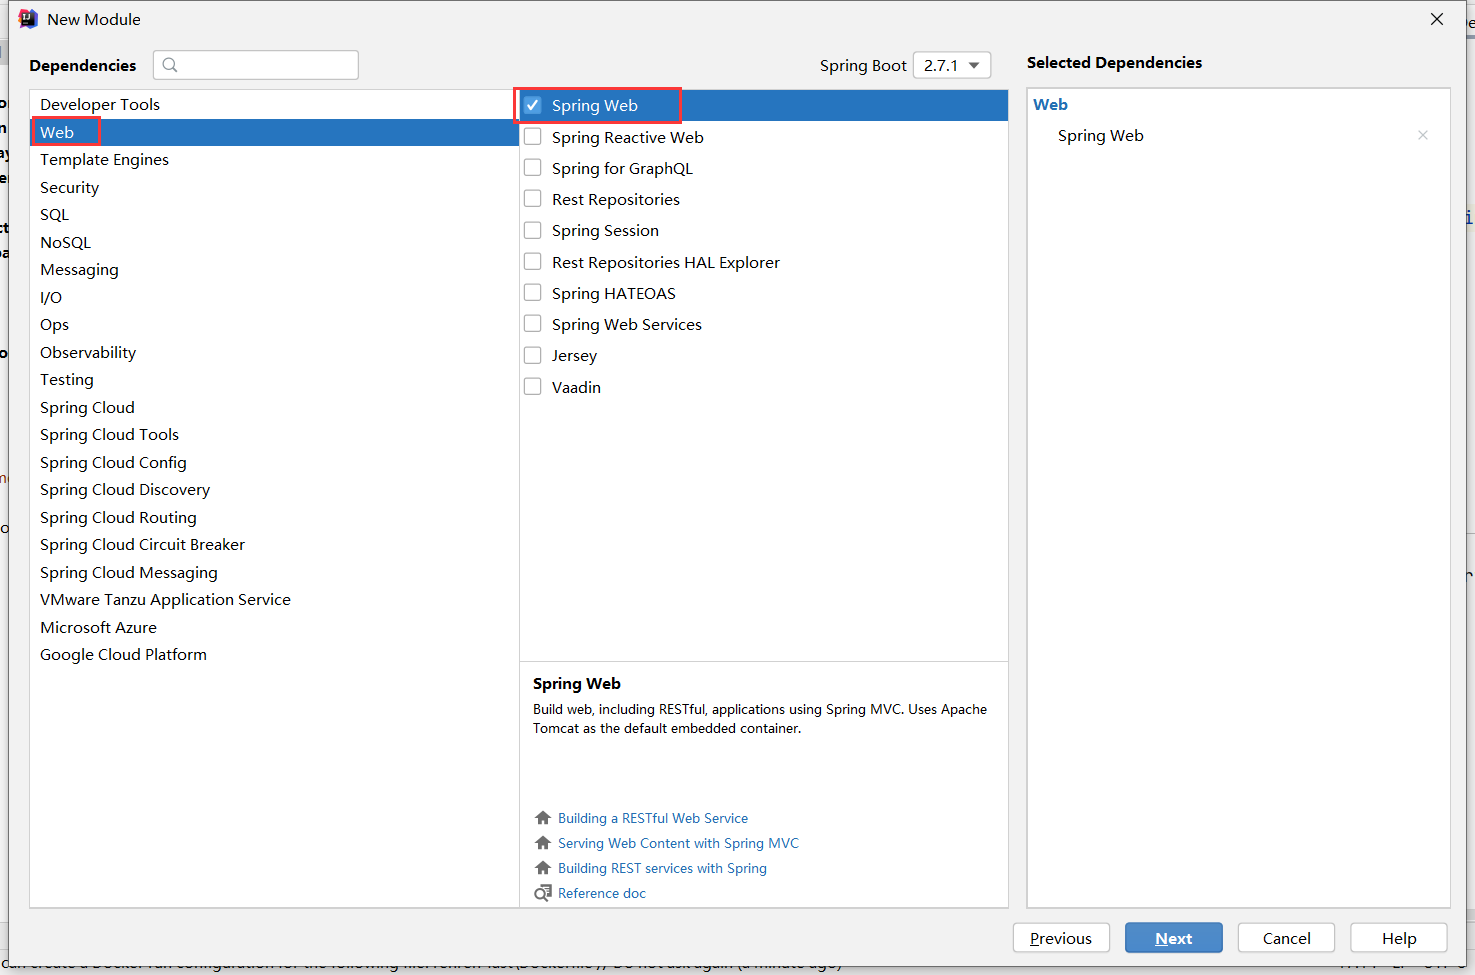 New Module
Dependencies
Spring Boot 2.7.1
Selected Dependencies
Developer Tools
Web
Template Engines
Security
SQL
NoSQL
Messaging
I/O
Ops
Observability
Testing
Spring Cloud
Spring Cloud Tools
Spring Cloud Config
Spring Cloud Discovery
Spring Cloud Routing
Spring Cloud Circuit Breaker
Spring Cloud Messaging
VMware Tanzu Application Service
Microsoft Azure
Google Cloud Platform
Spring Web
Spring Reactive Web
Spring for GraphQL
Rest Repositories
Spring Session
Rest Repositories HAL Explorer
Spring HATEOAS
Spring Web Services
Jersey
Vaadin
Spring Web
Build web, including RESTful, applications using Spring MVC. Uses Apache
Tomcat as the default embedded container.
Building a RESTful Web Service
Serving Web Content with Spring MVC
Building REST services with Spring
Reference doc
Web
Spring Web
Previous
Next
Cancel
Help